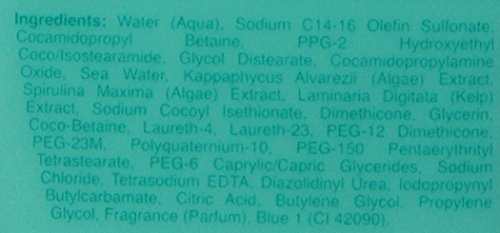 Ingredients: Water (Aqua), Sodium C14-16 Olefin Sulfonate,
Cocamidopropyl Betaine, PPG-2 Hydroxyethyl
Coco/Isostearamide, Glycol Distearate, Cocamidopropylamine
Oxide, Sea Water, Kappaphycus Alvarezii (Algae) Extract,
Spirulina Maxima (Algae) Extract, Laminaria Digitata (Kelp)
Extract, Sodium Cocoyl Isethionate, Dimethicone, Glycerin,
Coco-Betaine, Laureth-4, Laureth-23, PEG-12 Dimethicone,
PEG-23M, Polyquaternium-10, PEG-150 Pentaerythrityl
Tetrastearate, PEG-6 Caprylic/Capric Glycerides, Sodium
Chloride, Tetrasodium EDTA, Diazolidinyl Urea, Iodopropynyl
Butylcarbamate, Citric Acid, Butylene Glycol, Propylene
Glycol, Fragrance (Parfum), Blue 1 (CI 42090).